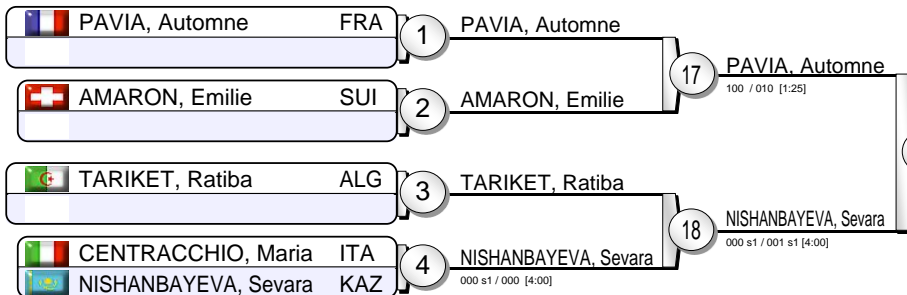 PAVIA, Automne FRA 1 PAVIA, Automne
17 PAVIA, Automne
100 / 010 [1:25]
AMARON, Emilie SUI 2 AMARON, Emilie
TARIKET, Ratiba ALG 3 TARIKET, Ratiba
18 NISHANBAYEVA, Sevara
000 s1 / 001 s1 [4:00]
CENTRACCHIO, Maria ITA
4 NISHANBAYEVA, Sevara
NISHANBAYEVA, Sevara KAZ
000 s1 / 000 [4:00]